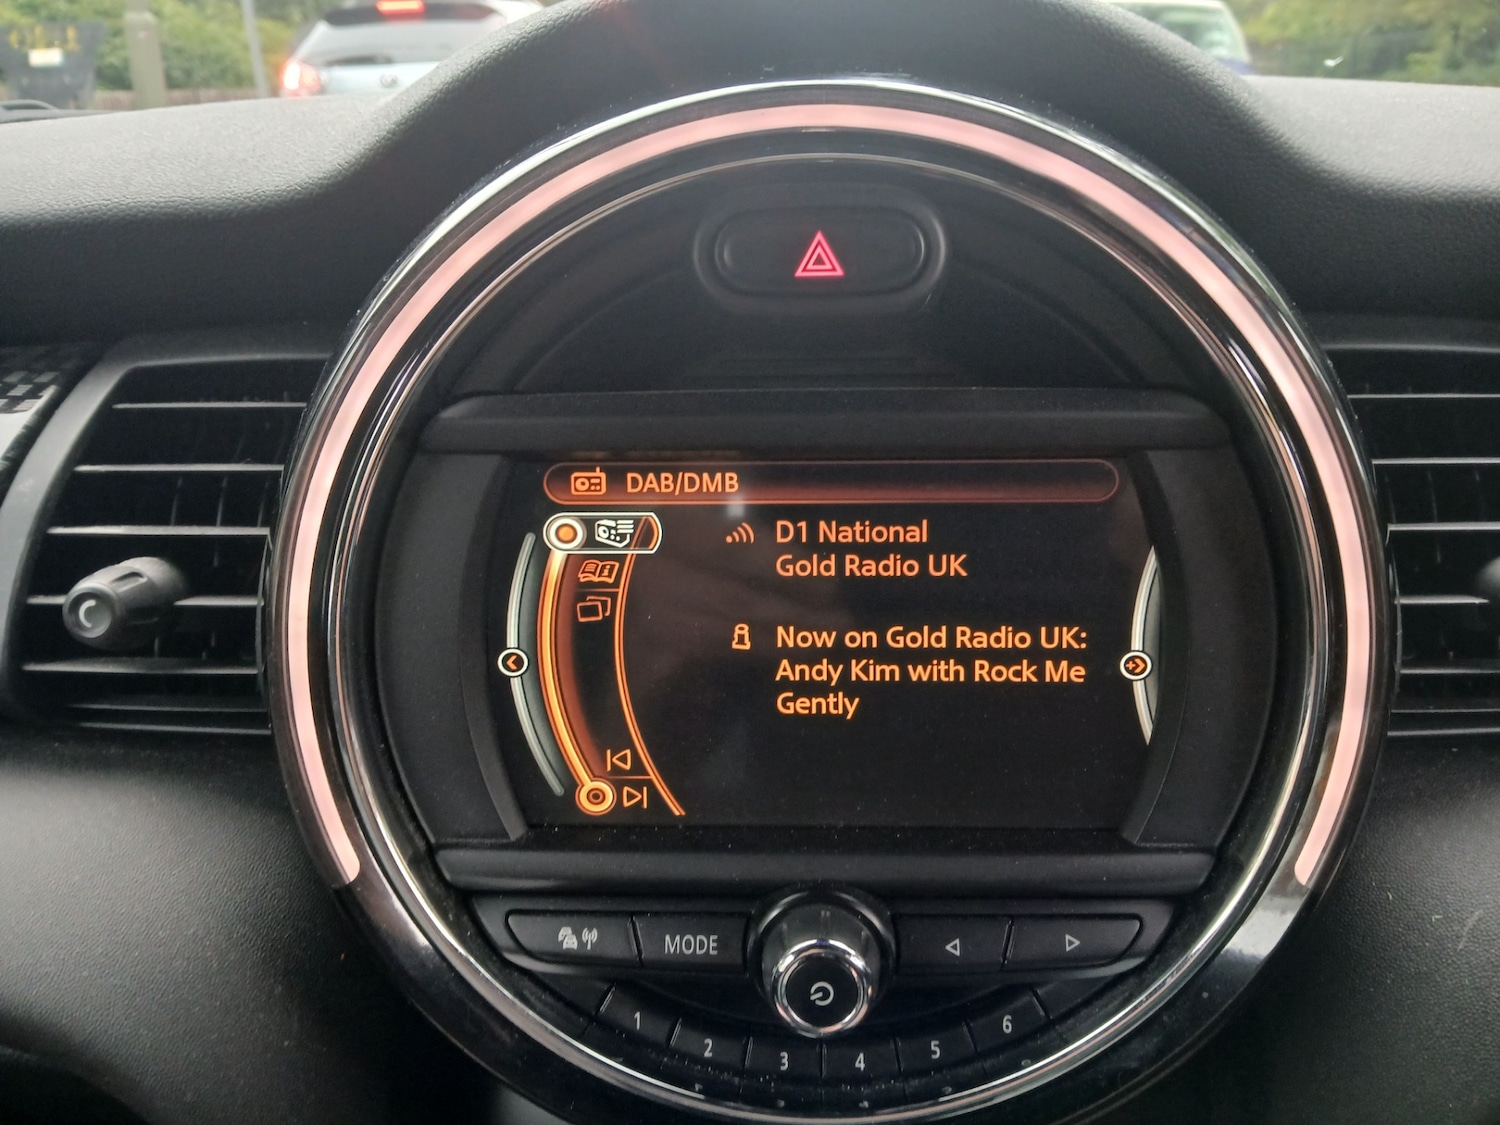 DAB/DMB
D1 National
Gold Radio UK
Now on Gold Radio UK:
Andy Kim with Rock Me
Gently
MODE
1
2
3
4
5
6